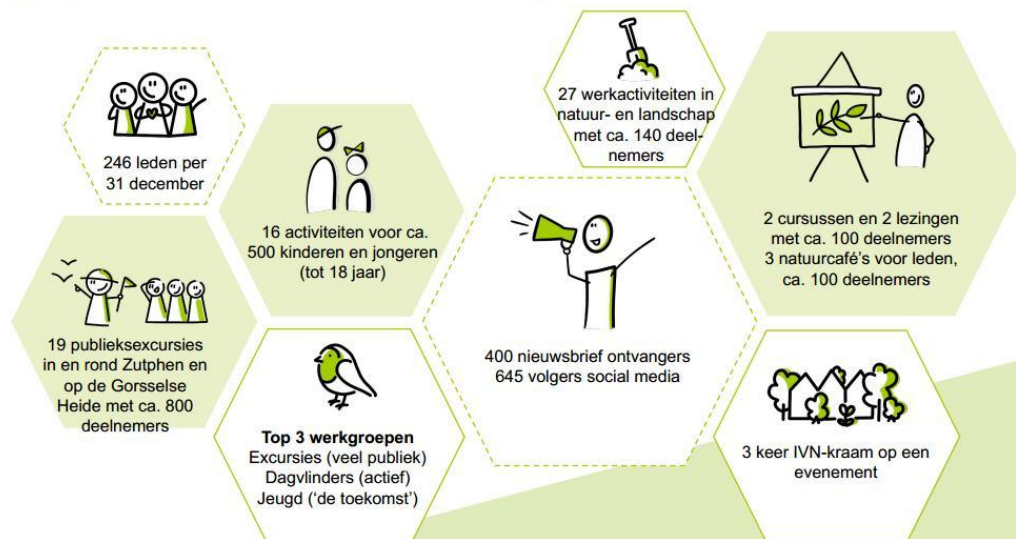 246 leden per
31 december
16 activiteiten voor ca.
500 kinderen en jongeren
(tot 18 jaar)
27 werkactiviteiten in
natuur- en landschap
met ca. 140 deel-
nemers
2 cursussen en 2 lezingen
met ca. 100 deelnemers
3 natuurcafé's voor leden,
ca. 100 deelnemers
19 publieksexcursies
in en rond Zutphen en
op de Gorsselse
Heide met ca. 800
deelnemers
Top 3 werkgroepen
Excursies (veel publiek)
Dagvlinders (actief)
Jeugd (‘de toekomst’)
400 nieuwsbrief ontvangers
645 volgers social media
3 keer IVN-kraam op een
evenement